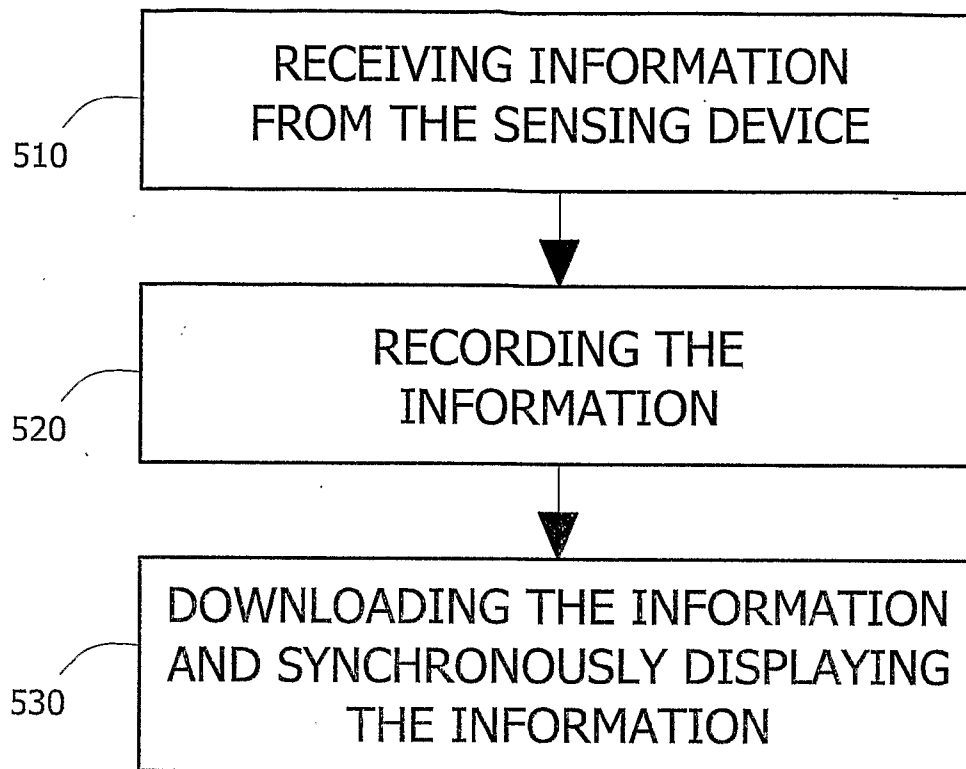 RECEIVING INFORMATION
FROM THE SENSING DEVICE
510
RECORDING THE
INFORMATION
520
DOWNLOADING THE INFORMATION
AND SYNCHRONOUSLY DISPLAYING
THE INFORMATION
530